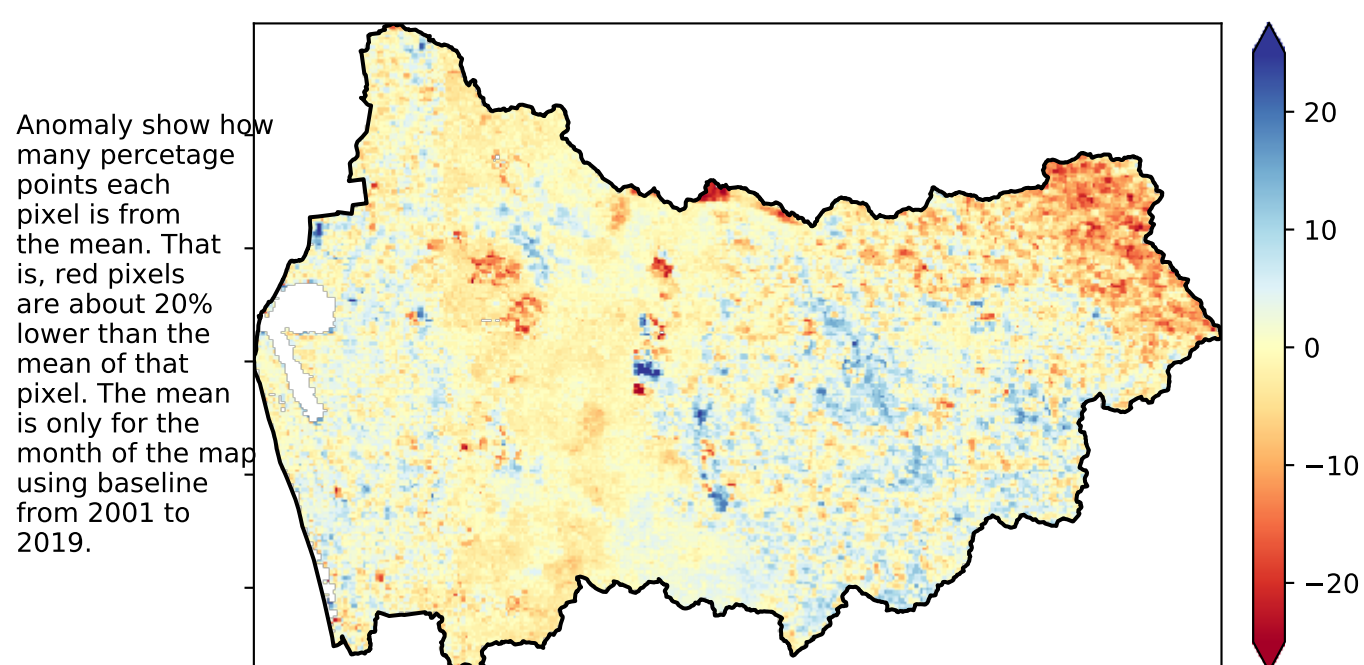 Anomaly show how
many percetage
points each
pixel is from
the mean. That
is, red pixels
are about 20%
lower than the
mean of that
pixel. The mean
is only for the
month of the map
using baseline
from 2001 to
2019.
20
10
0
−10
−20